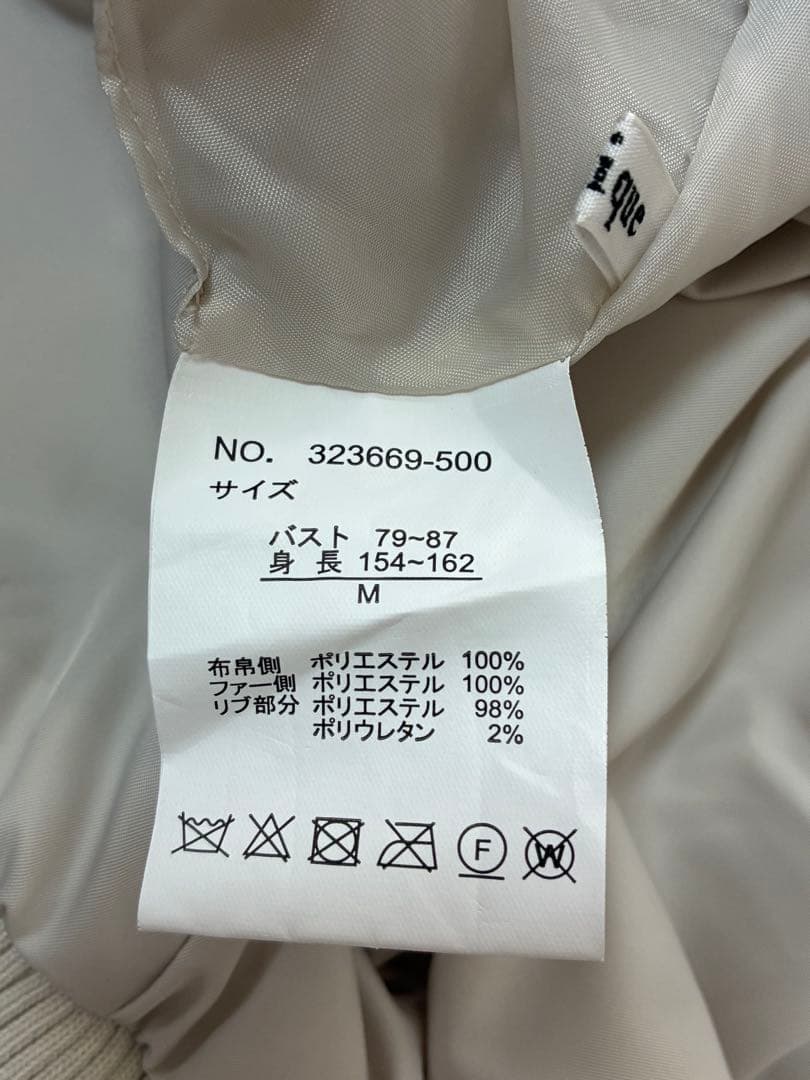 que
NO. 323669-500
サイズ
バスト 79~87
身 長 154~162
M
布帛側 ポリエステル 100%
ファー側 ポリエステル 100%
リブ部分 ポリエステル 98%
ポリウレタン 2%
F
W